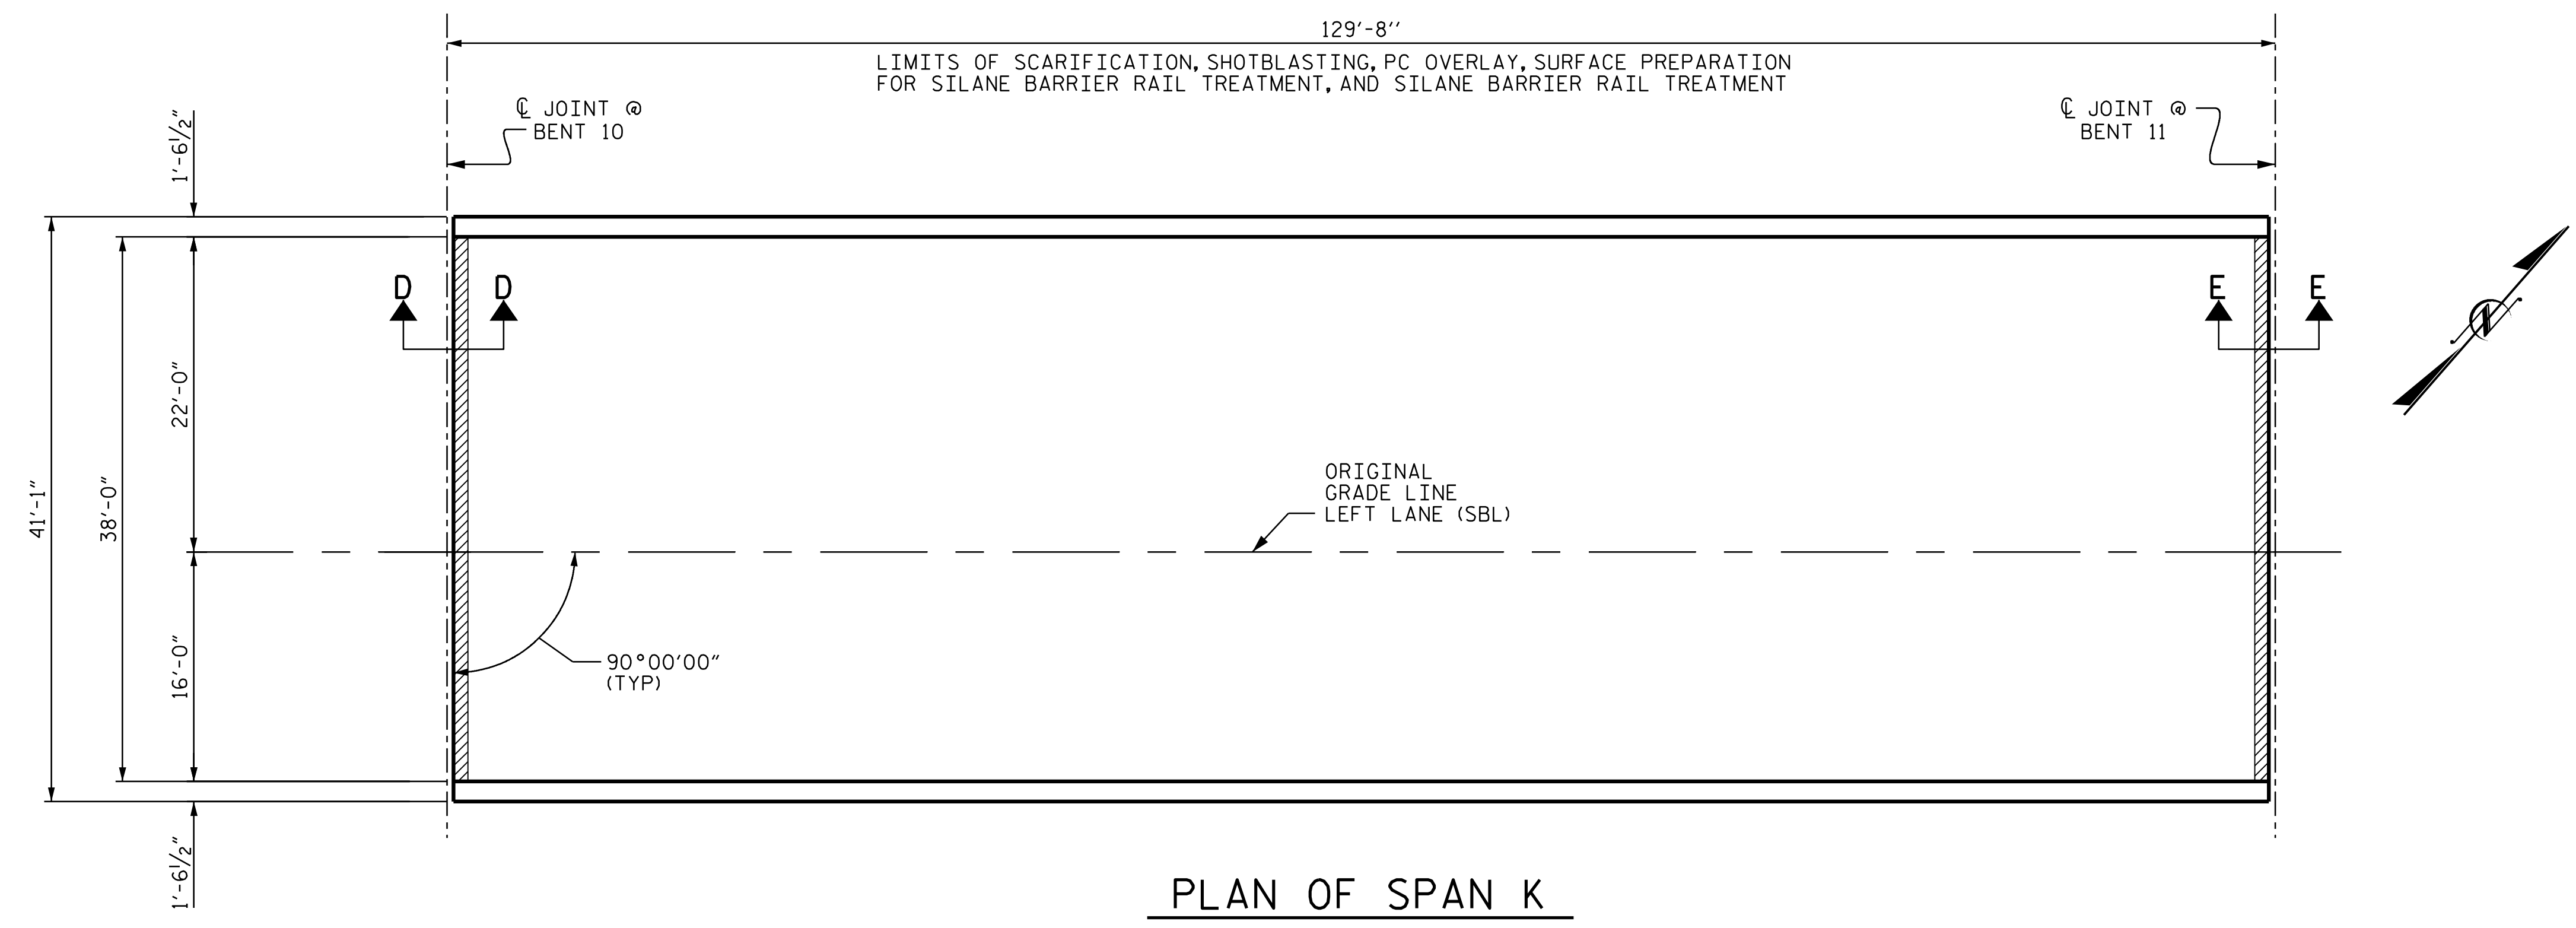 129'-8''
LIMITS OF SCARIFICATION, SHOTBLASTING, PC OVERLAY, SURFACE PREPARATION
FOR SILANE BARRIER RAIL TREATMENT, AND SILANE BARRIER RAIL TREATMENT
℄ JOINT @
BENT 10
℄ JOINT @
BENT 11
1'-6½"
D
D
E
E
N
22'-0"
41'-1"
38'-0"
ORIGINAL
GRADE LINE
LEFT LANE (SBL)
16'-0"
90°00'00"
(TYP)
1'-6½"
PLAN OF SPAN K